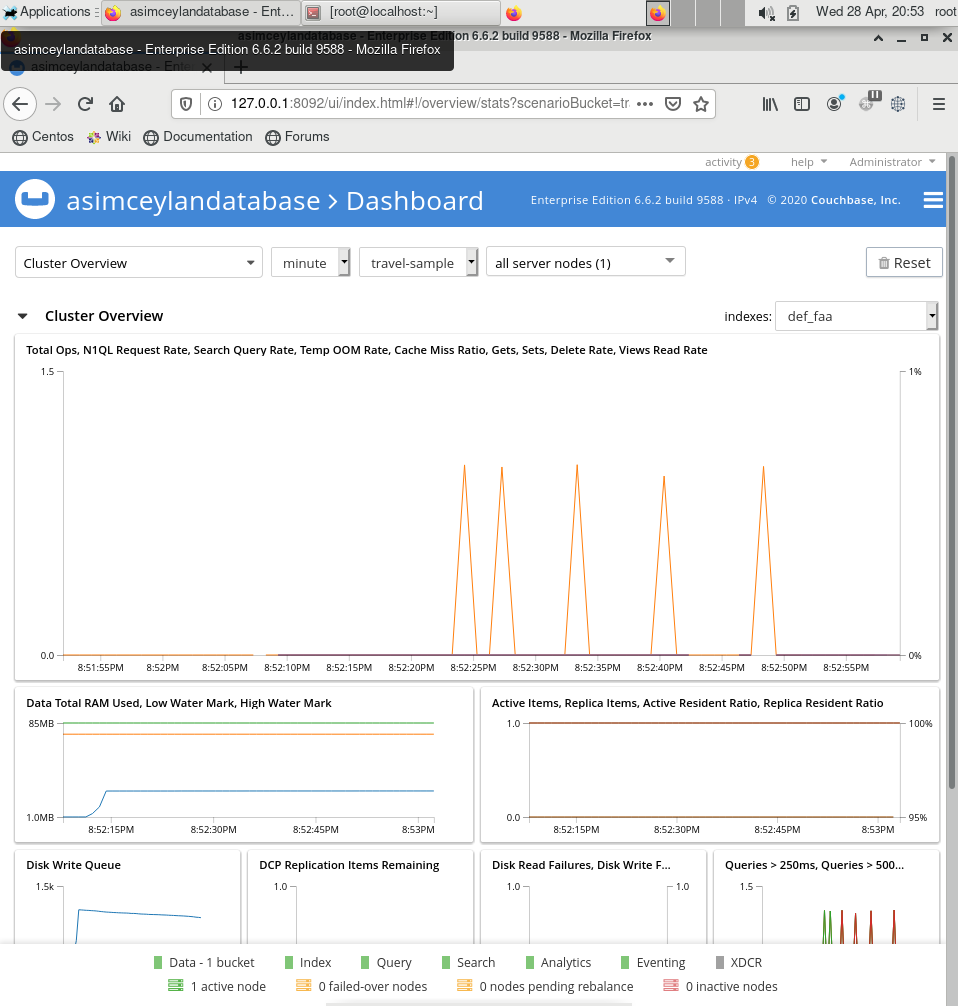 Applications asimceylandatabase - Ent... [root@localhost:~] Wed 28 Apr, 20:53 root
Enterprise Edition 6.6.2 build 9588 - Mozilla Firefox
asimceylandatabase - Enterprise Edition 6.6.2 build 9588 - Mozilla Firefox
asimceylandatabase - Ente
127.0.0.1:8092/ui/index.html#!/overview/stats?scenarioBucket=tr
Centos Wiki Documentation Forums
activity 3 help Administrator
asimceylandatabase > Dashboard Enterprise Edition 6.6.2 build 9588 · IPv4 © 2020 Couchbase, Inc.
Cluster Overview minute travel-sample all server nodes (1) Reset
Cluster Overview indexes: def_faa
Total Ops, N1QL Request Rate, Search Query Rate, Temp OOM Rate, Cache Miss Ratio, Gets, Sets, Delete Rate, Views Read Rate
1.5 1%
0.0 0%
8:51:55PM 8:52PM 8:52:05PM 8:52:10PM 8:52:15PM 8:52:20PM 8:52:25PM 8:52:30PM 8:52:35PM 8:52:40PM 8:52:45PM 8:52:50PM 8:52:55PM
Data Total RAM Used, Low Water Mark, High Water Mark
85MB
1.0MB
8:52:15PM 8:52:30PM 8:52:45PM 8:53PM
Active Items, Replica Items, Active Resident Ratio, Replica Resident Ratio
1.0 100%
0.0 95%
8:52:15PM 8:52:30PM 8:52:45PM 8:53PM
Disk Write Queue
1.5k
DCP Replication Items Remaining
1.0
Disk Read Failures, Disk Write F...
1.0 1.0
Queries > 250ms, Queries > 500...
1.5
Data - 1 bucket Index Query Search Analytics Eventing XDCR
1 active node 0 failed-over nodes 0 nodes pending rebalance 0 inactive nodes